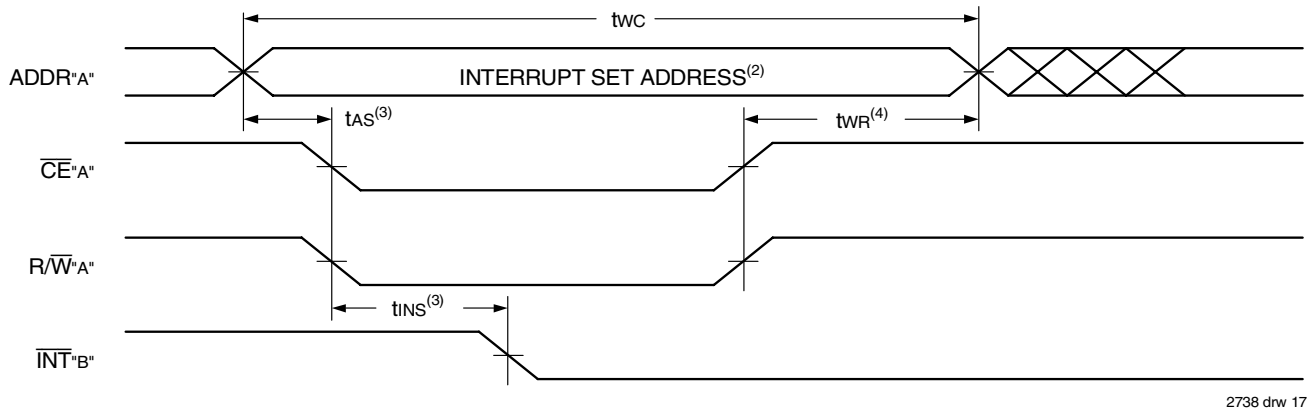 twc
ADDR"A"
INTERRUPT SET ADDRESS(2)
tAS(3)
tWR(4)
CE"A"
R/W"A"
tINS(3)
INT"B"
2738 drw 17